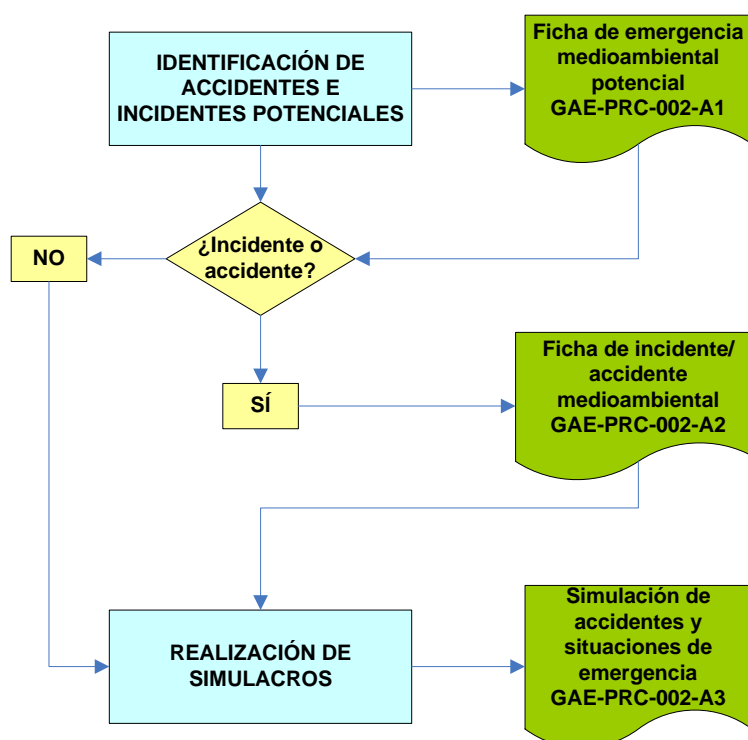 IDENTIFICACIÓN DE
ACCIDENTES E
INCIDENTES POTENCIALES
Ficha de emergencia
medioambiental
potencial
GAE-PRC-002-A1
¿Incidente o
accidente?
NO
SÍ
Ficha de incidente/
accidente
medioambiental
GAE-PRC-002-A2
REALIZACIÓN DE
SIMULACROS
Simulación de
accidentes y
situaciones de
emergencia
GAE-PRC-002-A3